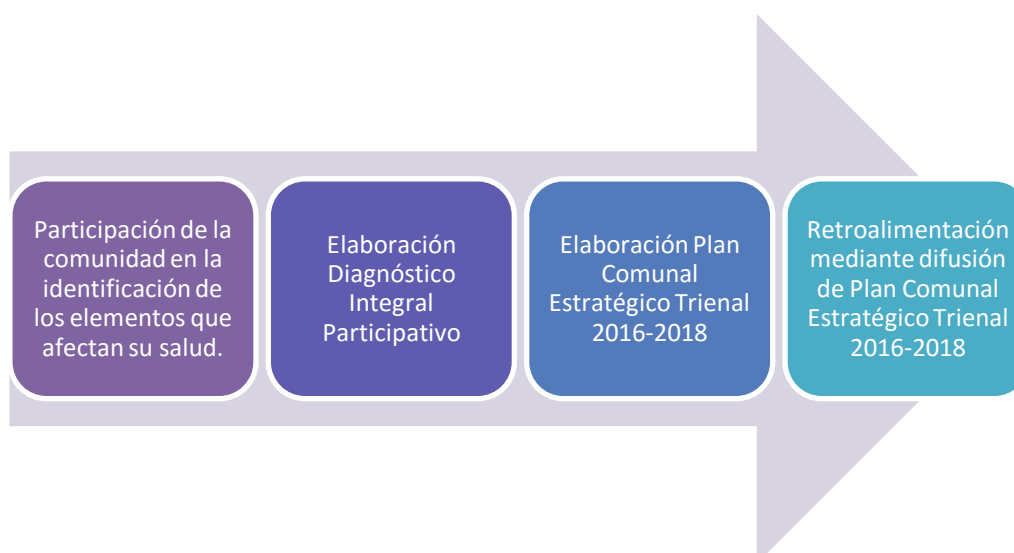 Participación de la
comunidad en la
identificación de
los elementos que
afectan su salud.
Elaboración
Diagnóstico
Integral
Participativo
Elaboración Plan
Comunal
Estratégico Trienal
2016-2018
Retroalimentación
mediante difusión
de Plan Comunal
Estratégico Trienal
2016-2018